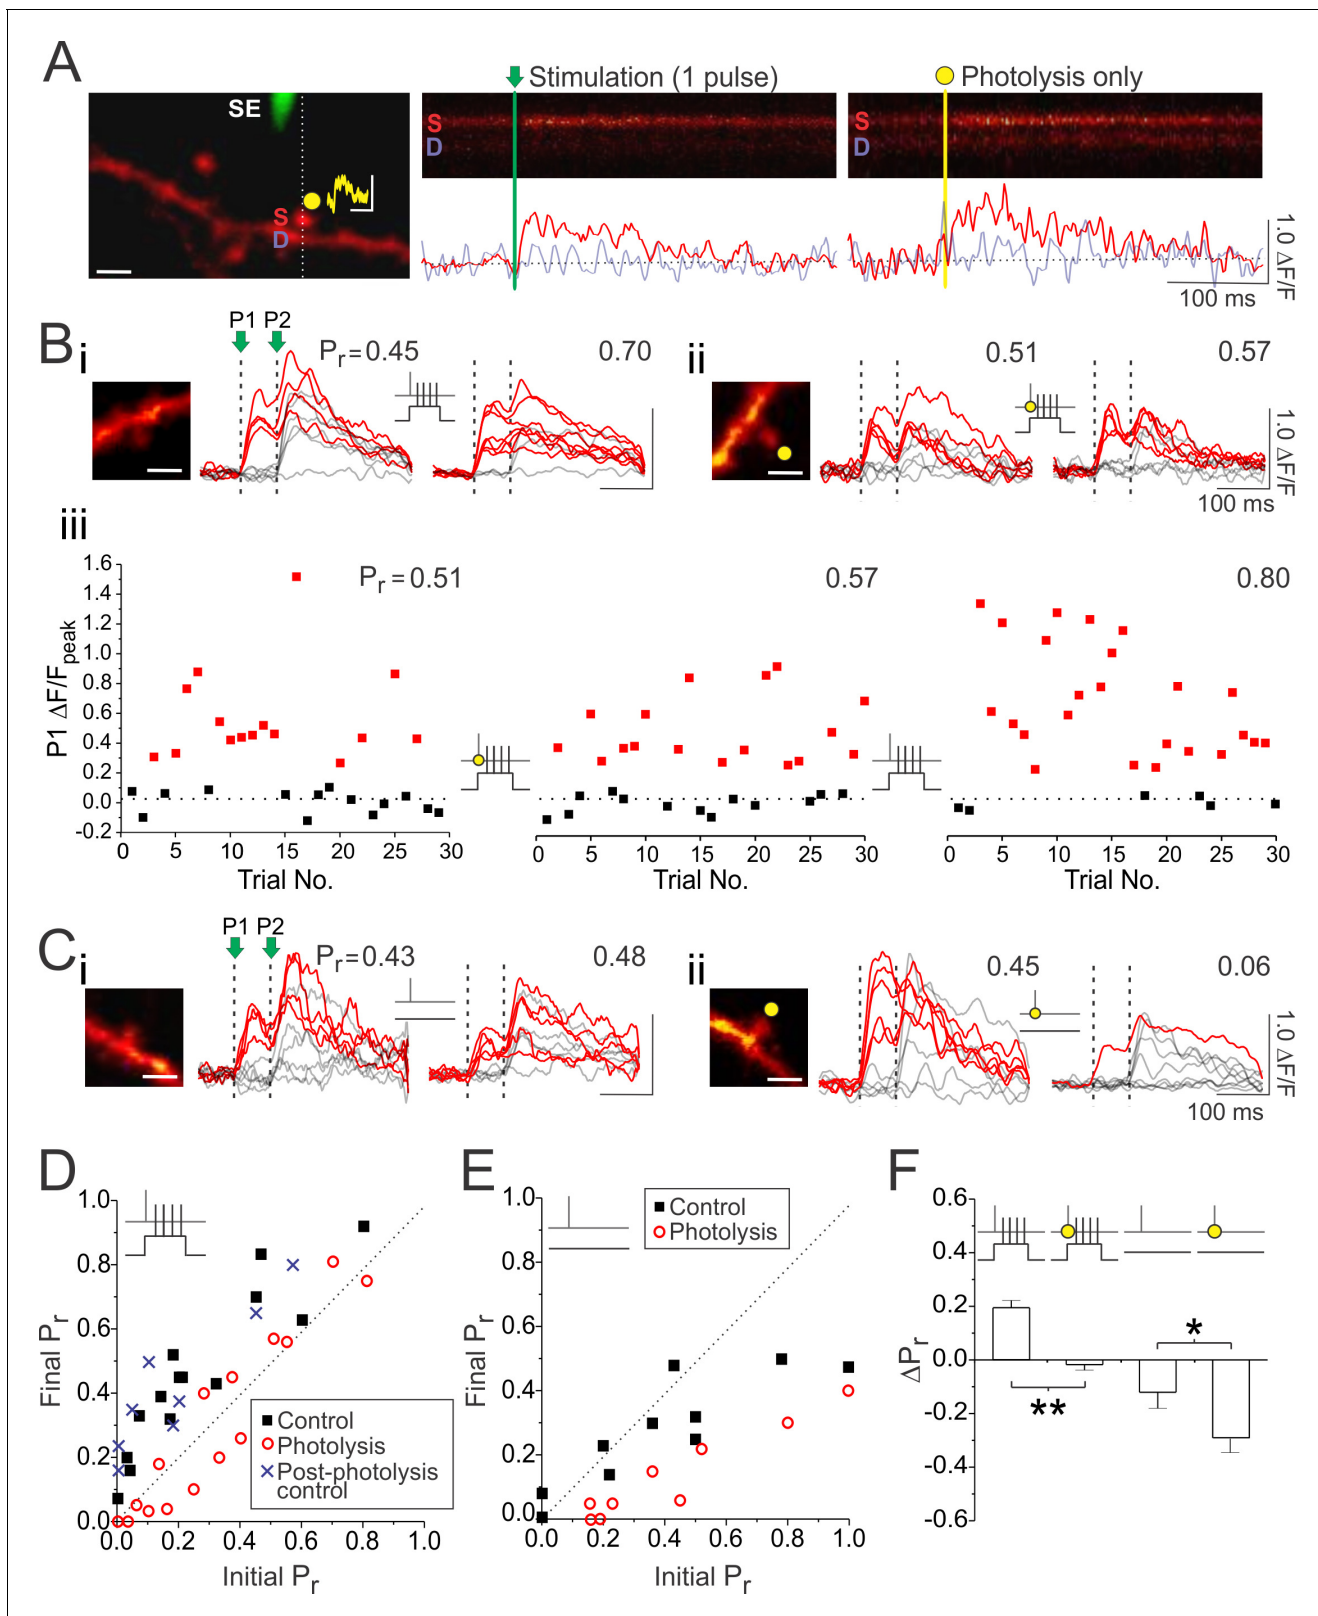 A
SE
S
D
Stimulation (1 pulse)
S
D
Photolysis only
S
D
1.0 ΔF/F
100 ms
B
i
P1 P2
Pr = 0.45
0.70
ii
0.51
0.57
1.0 ΔF/F
100 ms
iii
P1 ΔF/Fpeak
1.6
1.4
1.2
1.0
0.8
0.6
0.4
0.2
0.0
-0.2
Pr = 0.51
0.57
0.80
0 5 10 15 20 25 30
Trial No.
0 5 10 15 20 25 30
Trial No.
0 5 10 15 20 25 30
Trial No.
C
i
P1 P2
Pr = 0.43
0.48
ii
0.45
0.06
1.0 ΔF/F
100 ms
D
Final Pr
1.0
0.8
0.6
0.4
0.2
0.0
Control
Photolysis
Post-photolysis
control
0.0 0.2 0.4 0.6 0.8 1.0
Initial Pr
E
Final Pr
1.0
0.8
0.6
0.4
0.2
0.0
Control
Photolysis
0.0 0.2 0.4 0.6 0.8 1.0
Initial Pr
F
ΔPr
0.6
0.4
0.2
0.0
-0.2
-0.4
-0.6
**
*